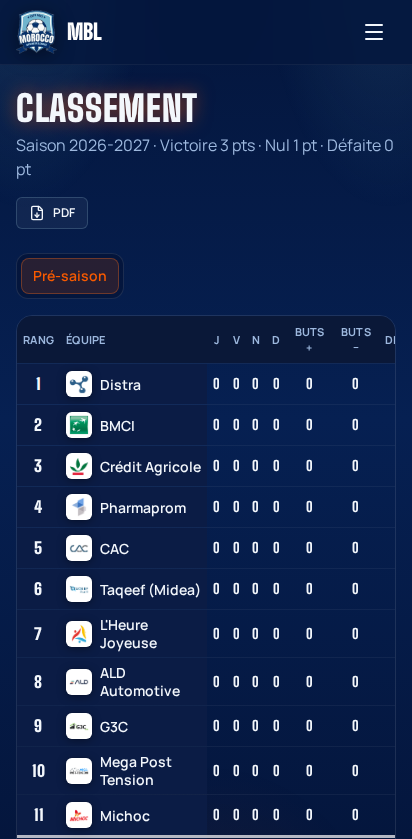 MOROCCO
MBL
CLASSEMENT
Saison 2026-2027 · Victoire 3 pts · Nul 1 pt · Défaite 0
pt
PDF
Pré-saison
RANG ÉQUIPE J V N D BUTS + BUTS −
1 Distra 0 0 0 0 0 0
2 BMCI 0 0 0 0 0 0
3 Crédit Agricole 0 0 0 0 0 0
4 Pharmaprom 0 0 0 0 0 0
5 CAC 0 0 0 0 0 0
6 Taqeef (Midea) 0 0 0 0 0 0
7 L'Heure
Joyeuse 0 0 0 0 0 0
8 ALD ALD
Automotive 0 0 0 0 0 0
9 G3C G3C 0 0 0 0 0 0
10 Mega Post
Tension 0 0 0 0 0 0
11 MICHOC Michoc 0 0 0 0 0 0